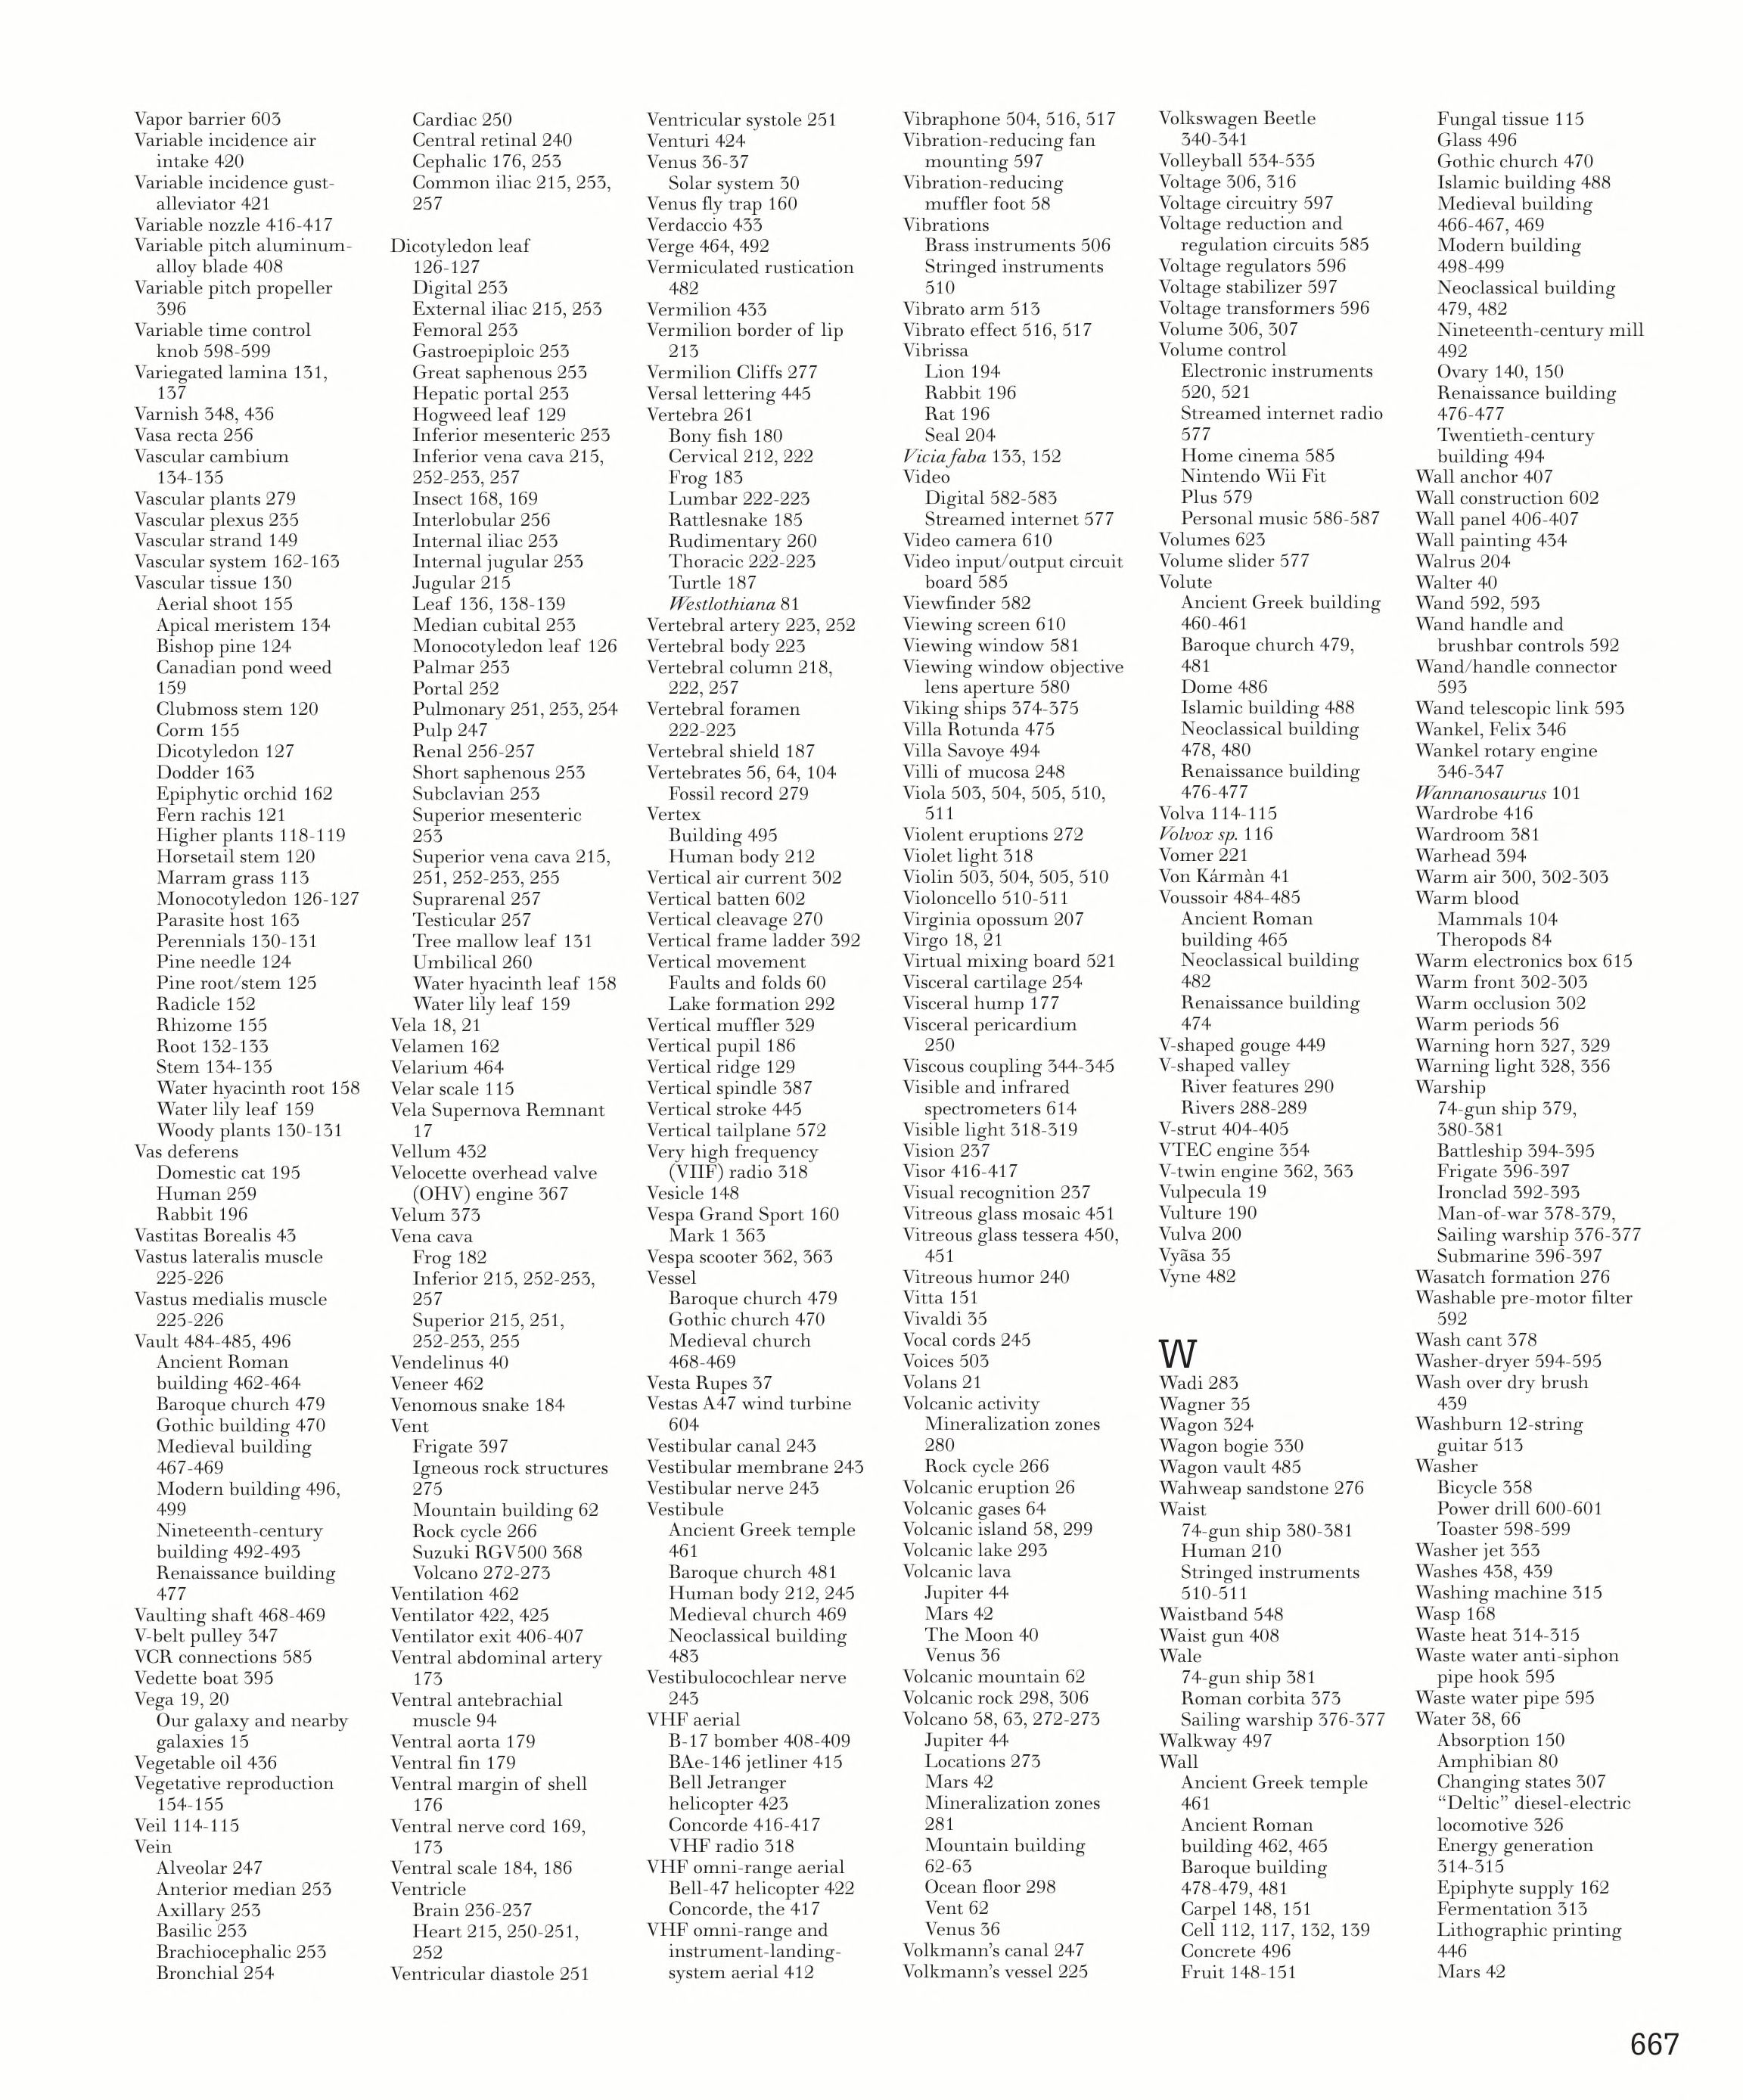 Vapor barrier 603
Variable incidence air
intake 420
Variable incidence gust-
alleviator 421
Variable nozzle 416-417
Variable pitch aluminum-
alloy blade 408
Variable pitch propeller
396
Variable time control
knob 598-599
Variegated lamina 131,
137
Varnish 348, 436
Vasa recta 256
Vascular cambium
134-135
Vascular plants 279
Vascular plexus 235
Vascular strand 149
Vascular system 162-163
Vascular tissue 130
Aerial shoot 155
Apical meristem 134
Bishop pine 124
Canadian pond weed
159
Clubmoss stem 120
Corm 155
Dicotyledon 127
Dodder 163
Epiphytic orchid 162
Fern rachis 121
Higher plants 118-119
Horsetail stem 120
Marram grass 113
Monocotyledon 126-127
Parasite host 163
Perennials 130-131
Pine needle 124
Pine root/stem 125
Radicle 152
Rhizome 155
Root 132-133
Stem 134-135
Water hyacinth root 158
Water lily leaf 159
Woody plants 130-131
Vas deferens
Domestic cat 195
Human 259
Rabbit 196
Vastitas Borealis 43
Vastus lateralis muscle
225-226
Vastus medialis muscle
225-226
Vault 484-485, 496
Ancient Roman
building 462-464
Baroque church 479
Gothic building 470
Medieval building
467-469
Modern building 496,
499
Nineteenth-century
building 492-493
Renaissance building
477
Vaulting shaft 468-469
V-belt pulley 347
VCR connections 585
Vedette boat 395
Vega 19, 20
Our galaxy and nearby
galaxies 15
Vegetable oil 436
Vegetative reproduction
154-155
Veil 114-115
Vein
Alveolar 247
Anterior median 253
Axillary 253
Basilic 253
Brachiocephalic 253
Bronchial 254
Cardiac 250
Central retinal 240
Cephalic 176, 253
Common iliac 215, 253,
257
Dicotyledon leaf
126-127
Digital 253
External iliac 215, 253
Femoral 253
Gastroepiploic 253
Great saphenous 253
Hepatic portal 253
Hogweed leaf 129
Inferior mesenteric 253
Inferior vena cava 215,
252-253, 257
Insect 168, 169
Interlobular 256
Internal iliac 253
Internal jugular 253
Jugular 215
Leaf 136, 138-139
Median cubital 253
Monocotyledon leaf 126
Palmar 253
Portal 252
Pulmonary 251, 253, 254
Pulp 247
Renal 256-257
Short saphenous 253
Subclavian 253
Superior mesenteric
253
Superior vena cava 215,
251, 252-253, 255
Suprarenal 257
Testicular 257
Tree mallow leaf 131
Umbilical 260
Water hyacinth leaf 158
Water lily leaf 159
Vela 18, 21
Velamen 162
Velarium 464
Velar scale 115
Vela Supernova Remnant
17
Vellum 432
Velocette overhead valve
(OHV) engine 367
Velum 373
Vena cava
Frog 182
Inferior 215, 252-253,
257
Superior 215, 251,
252-253, 255
Vendelinus 40
Veneer 462
Venomous snake 184
Vent
Frigate 397
Igneous rock structures
275
Mountain building 62
Rock cycle 266
Suzuki RGV500 368
Volcano 272-273
Ventilation 462
Ventilator 422, 425
Ventilator exit 406-407
Ventral abdominal artery
173
Ventral antebrachial
muscle 94
Ventral aorta 179
Ventral fin 179
Ventral margin of shell
176
Ventral nerve cord 169,
173
Ventral scale 184, 186
Ventricle
Brain 236-237
Heart 215, 250-251,
252
Ventricular diastole 251
Ventricular systole 251
Venturi 424
Venus 36-37
Solar system 30
Venus fly trap 160
Verdaccio 433
Verge 464, 492
Vermiculated rustication
482
Vermilion 433
Vermilion border of lip
213
Vermilion Cliffs 277
Versal lettering 445
Vertebra 261
Bony fish 180
Cervical 212, 222
Frog 183
Lumbar 222-223
Rattlesnake 185
Rudimentary 260
Thoracic 222-223
Turtle 187
Westlothiana 81
Vertebral artery 223, 252
Vertebral body 223
Vertebral column 218,
222, 257
Vertebral foramen
222-223
Vertebral shield 187
Vertebrates 56, 64, 104
Fossil record 279
Vertex
Building 495
Human body 212
Vertical air current 302
Vertical batten 602
Vertical cleavage 270
Vertical frame ladder 392
Vertical movement
Faults and folds 60
Lake formation 292
Vertical muffler 329
Vertical pupil 186
Vertical ridge 129
Vertical spindle 387
Vertical stroke 445
Vertical tailplane 572
Very high frequency
(VIIF) radio 318
Vesicle 148
Vespa Grand Sport 160
Mark 1 363
Vespa scooter 362, 363
Vessel
Baroque church 479
Gothic church 470
Medieval church
468-469
Vesta Rupes 37
Vestas A47 wind turbine
604
Vestibular canal 243
Vestibular membrane 243
Vestibular nerve 243
Vestibule
Ancient Greek temple
461
Baroque church 481
Human body 212, 245
Medieval church 469
Neoclassical building
483
Vestibulocochlear nerve
243
VHF aerial
B-17 bomber 408-409
BAe-146 jetliner 415
Bell Jetranger
helicopter 423
Concorde 416-417
VHF radio 318
VHF omni-range aerial
Bell-47 helicopter 422
Concorde, the 417
VHF omni-range and
instrument-landing-
system aerial 412
Vibraphone 504, 516, 517
Vibration-reducing fan
mounting 597
Vibration-reducing
muffler foot 58
Vibrations
Brass instruments 506
Stringed instruments
510
Vibrato arm 513
Vibrato effect 516, 517
Vibrissa
Lion 194
Rabbit 196
Rat 196
Seal 204
Vicia faba 133, 152
Video
Digital 582-583
Streamed internet 577
Video camera 610
Video input/output circuit
board 585
Viewfinder 582
Viewing screen 610
Viewing window 581
Viewing window objective
lens aperture 580
Viking ships 374-375
Villa Rotunda 475
Villa Savoye 494
Villi of mucosa 248
Viola 503, 504, 505, 510,
511
Violent eruptions 272
Violet light 318
Violin 503, 504, 505, 510
Violoncello 510-511
Virginia opossum 207
Virgo 18, 21
Virtual mixing board 521
Visceral cartilage 254
Visceral hump 177
Visceral pericardium
250
Viscous coupling 344-345
Visible and infrared
spectrometers 614
Visible light 318-319
Vision 237
Visor 416-417
Visual recognition 237
Vitreous glass mosaic 451
Vitreous glass tessera 450,
451
Vitreous humor 240
Vitta 151
Vivaldi 35
Vocal cords 245
Voices 503
Volans 21
Volcanic activity
Mineralization zones
280
Rock cycle 266
Volcanic eruption 26
Volcanic gases 64
Volcanic island 58, 299
Volcanic lake 293
Volcanic lava
Jupiter 44
Mars 42
The Moon 40
Venus 36
Volcanic mountain 62
Volcanic rock 298, 306
Volcano 58, 63, 272-273
Jupiter 44
Locations 273
Mars 42
Mineralization zones
281
Mountain building
62-63
Ocean floor 298
Vent 62
Venus 36
Volkmann's canal 247
Volkmann's vessel 225
Volkswagen Beetle
340-341
Volleyball 534-535
Voltage 306, 316
Voltage circuitry 597
Voltage reduction and
regulation circuits 585
Voltage regulators 596
Voltage stabilizer 597
Voltage transformers 596
Volume 306, 307
Volume control
Electronic instruments
520, 521
Streamed internet radio
577
Home cinema 585
Nintendo Wii Fit
Plus 579
Personal music 586-587
Volumes 623
Volume slider 577
Volute
Ancient Greek building
460-461
Baroque church 479,
481
Dome 486
Islamic building 488
Neoclassical building
478, 480
Renaissance building
476-477
Volva 114-115
Volvox sp. 116
Vomer 221
Von Kármàn 41
Voussoir 484-485
Ancient Roman
building 465
Neoclassical building
482
Renaissance building
474
V-shaped gouge 449
V-shaped valley
River features 290
Rivers 288-289
V-strut 404-405
VTEC engine 354
V-twin engine 362, 363
Vulpecula 19
Vulture 190
Vulva 200
Vyãsa 35
Vyne 482
W
Wadi 283
Wagner 35
Wagon 324
Wagon bogie 330
Wagon vault 485
Wahweap sandstone 276
Waist
74-gun ship 380-381
Human 210
Stringed instruments
510-511
Waistband 548
Waist gun 408
Wale
74-gun ship 381
Roman corbita 373
Sailing warship 376-377
Walkway 497
Wall
Ancient Greek temple
461
Ancient Roman
building 462, 465
Baroque building
478-479, 481
Carpel 148, 151
Cell 112, 117, 132, 139
Concrete 496
Fruit 148-151
Fungal tissue 115
Glass 496
Gothic church 470
Islamic building 488
Medieval building
466-467, 469
Modern building
498-499
Neoclassical building
479, 482
Nineteenth-century mill
492
Ovary 140, 150
Renaissance building
476-477
Twentieth-century
building 494
Wall anchor 407
Wall construction 602
Wall panel 406-407
Wall painting 434
Walrus 204
Walter 40
Wand 592, 593
Wand handle and
brushbar controls 592
Wand/handle connector
593
Wand telescopic link 593
Wankel, Felix 346
Wankel rotary engine
346-347
Wannanosaurus 101
Wardrobe 416
Wardroom 381
Warhead 394
Warm air 300, 302-303
Warm blood
Mammals 104
Theropods 84
Warm electronics box 615
Warm front 302-303
Warm occlusion 302
Warm periods 56
Warning horn 327, 329
Warning light 328, 356
Warship
74-gun ship 379,
380-381
Battleship 394-395
Frigate 396-397
Ironclad 392-393
Man-of-war 378-379,
Sailing warship 376-377
Submarine 396-397
Wasatch formation 276
Washable pre-motor filter
592
Wash cant 378
Washer-dryer 594-595
Wash over dry brush
439
Washburn 12-string
guitar 513
Washer
Bicycle 358
Power drill 600-601
Toaster 598-599
Washer jet 353
Washes 438, 439
Washing machine 315
Wasp 168
Waste heat 314-315
Waste water anti-siphon
pipe hook 595
Waste water pipe 595
Water 38, 66
Absorption 150
Amphibian 80
Changing states 307
“Deltic” diesel-electric
locomotive 326
Energy generation
314-315
Epiphyte supply 162
Fermentation 313
Lithographic printing
446
Mars 42
667